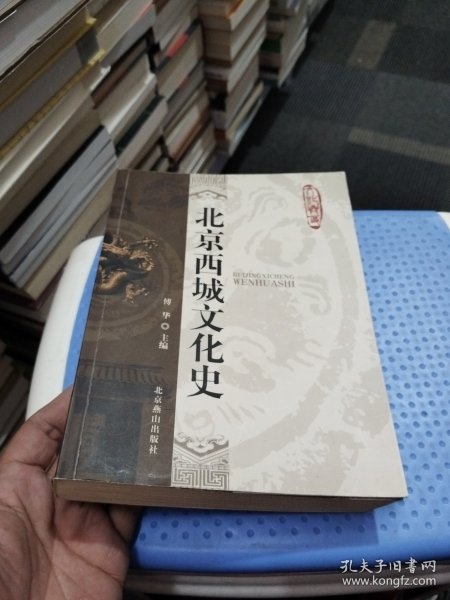 北京西城文化史
BEIJING XICHENG
WENHUASHI
傅华 主编
北京燕山出版社
孔夫子旧书网
www.kongfz.com